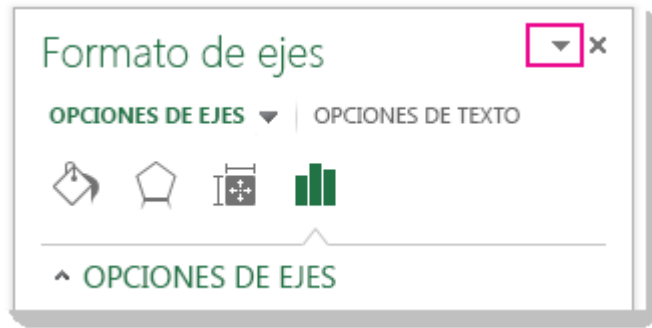 Formato de ejes
OPCIONES DE EJES OPCIONES DE TEXTO
OPCIONES DE EJES